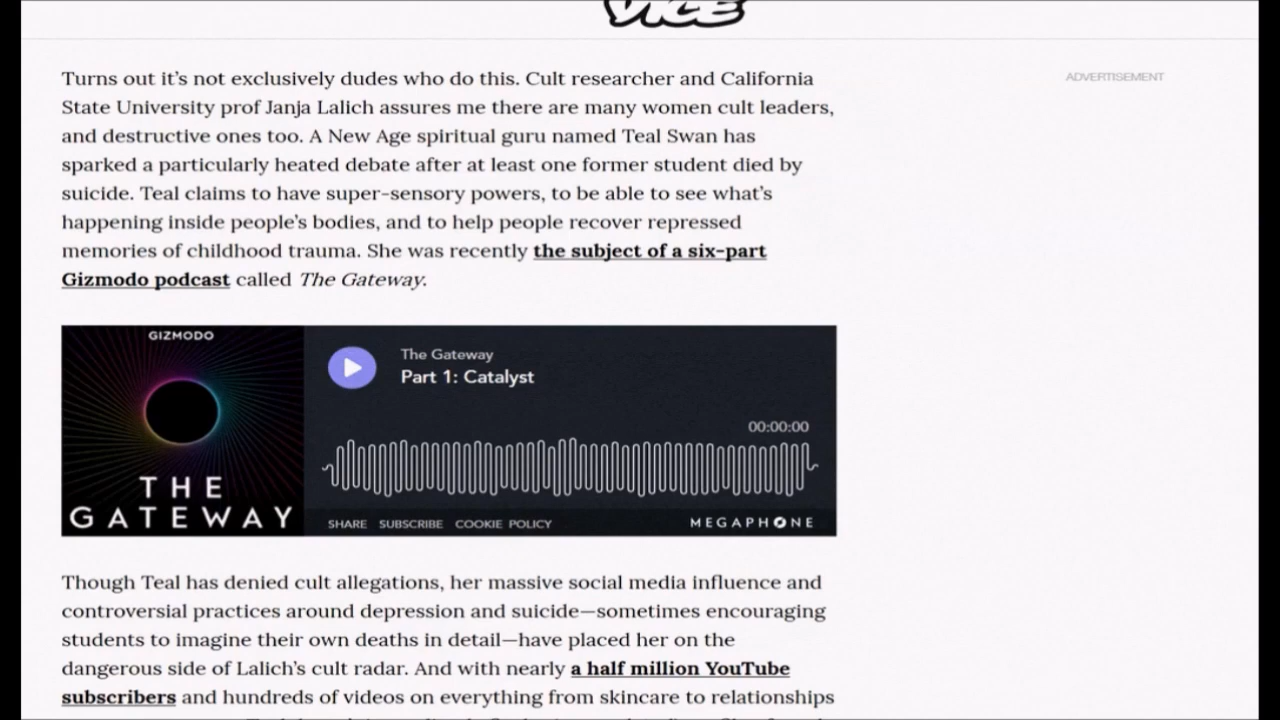 VICE
Turns out it's not exclusively dudes who do this. Cult researcher and California
ADVERTISEMENT
State University prof Janja Lalich assures me there are many women cult leaders,
and destructive ones too. A New Age spiritual guru named Teal Swan has
sparked a particularly heated debate after at least one former student died by
suicide. Teal claims to have super-sensory powers, to be able to see what's
happening inside people's bodies, and to help people recover repressed
memories of childhood trauma. She was recently the subject of a six-part
Gizmodo podcast called The Gateway.
GIZMODO
THE
GATEWAY
The Gateway
Part 1: Catalyst
00:00:00
SHARE SUBSCRIBE COOKIE POLICY
MEGAPHONE
Though Teal has denied cult allegations, her massive social media influence and
controversial practices around depression and suicide—sometimes encouraging
students to imagine their own deaths in detail—have placed her on the
dangerous side of Lalich's cult radar. And with nearly a half million YouTube
subscribers and hundreds of videos on everything from skincare to relationships